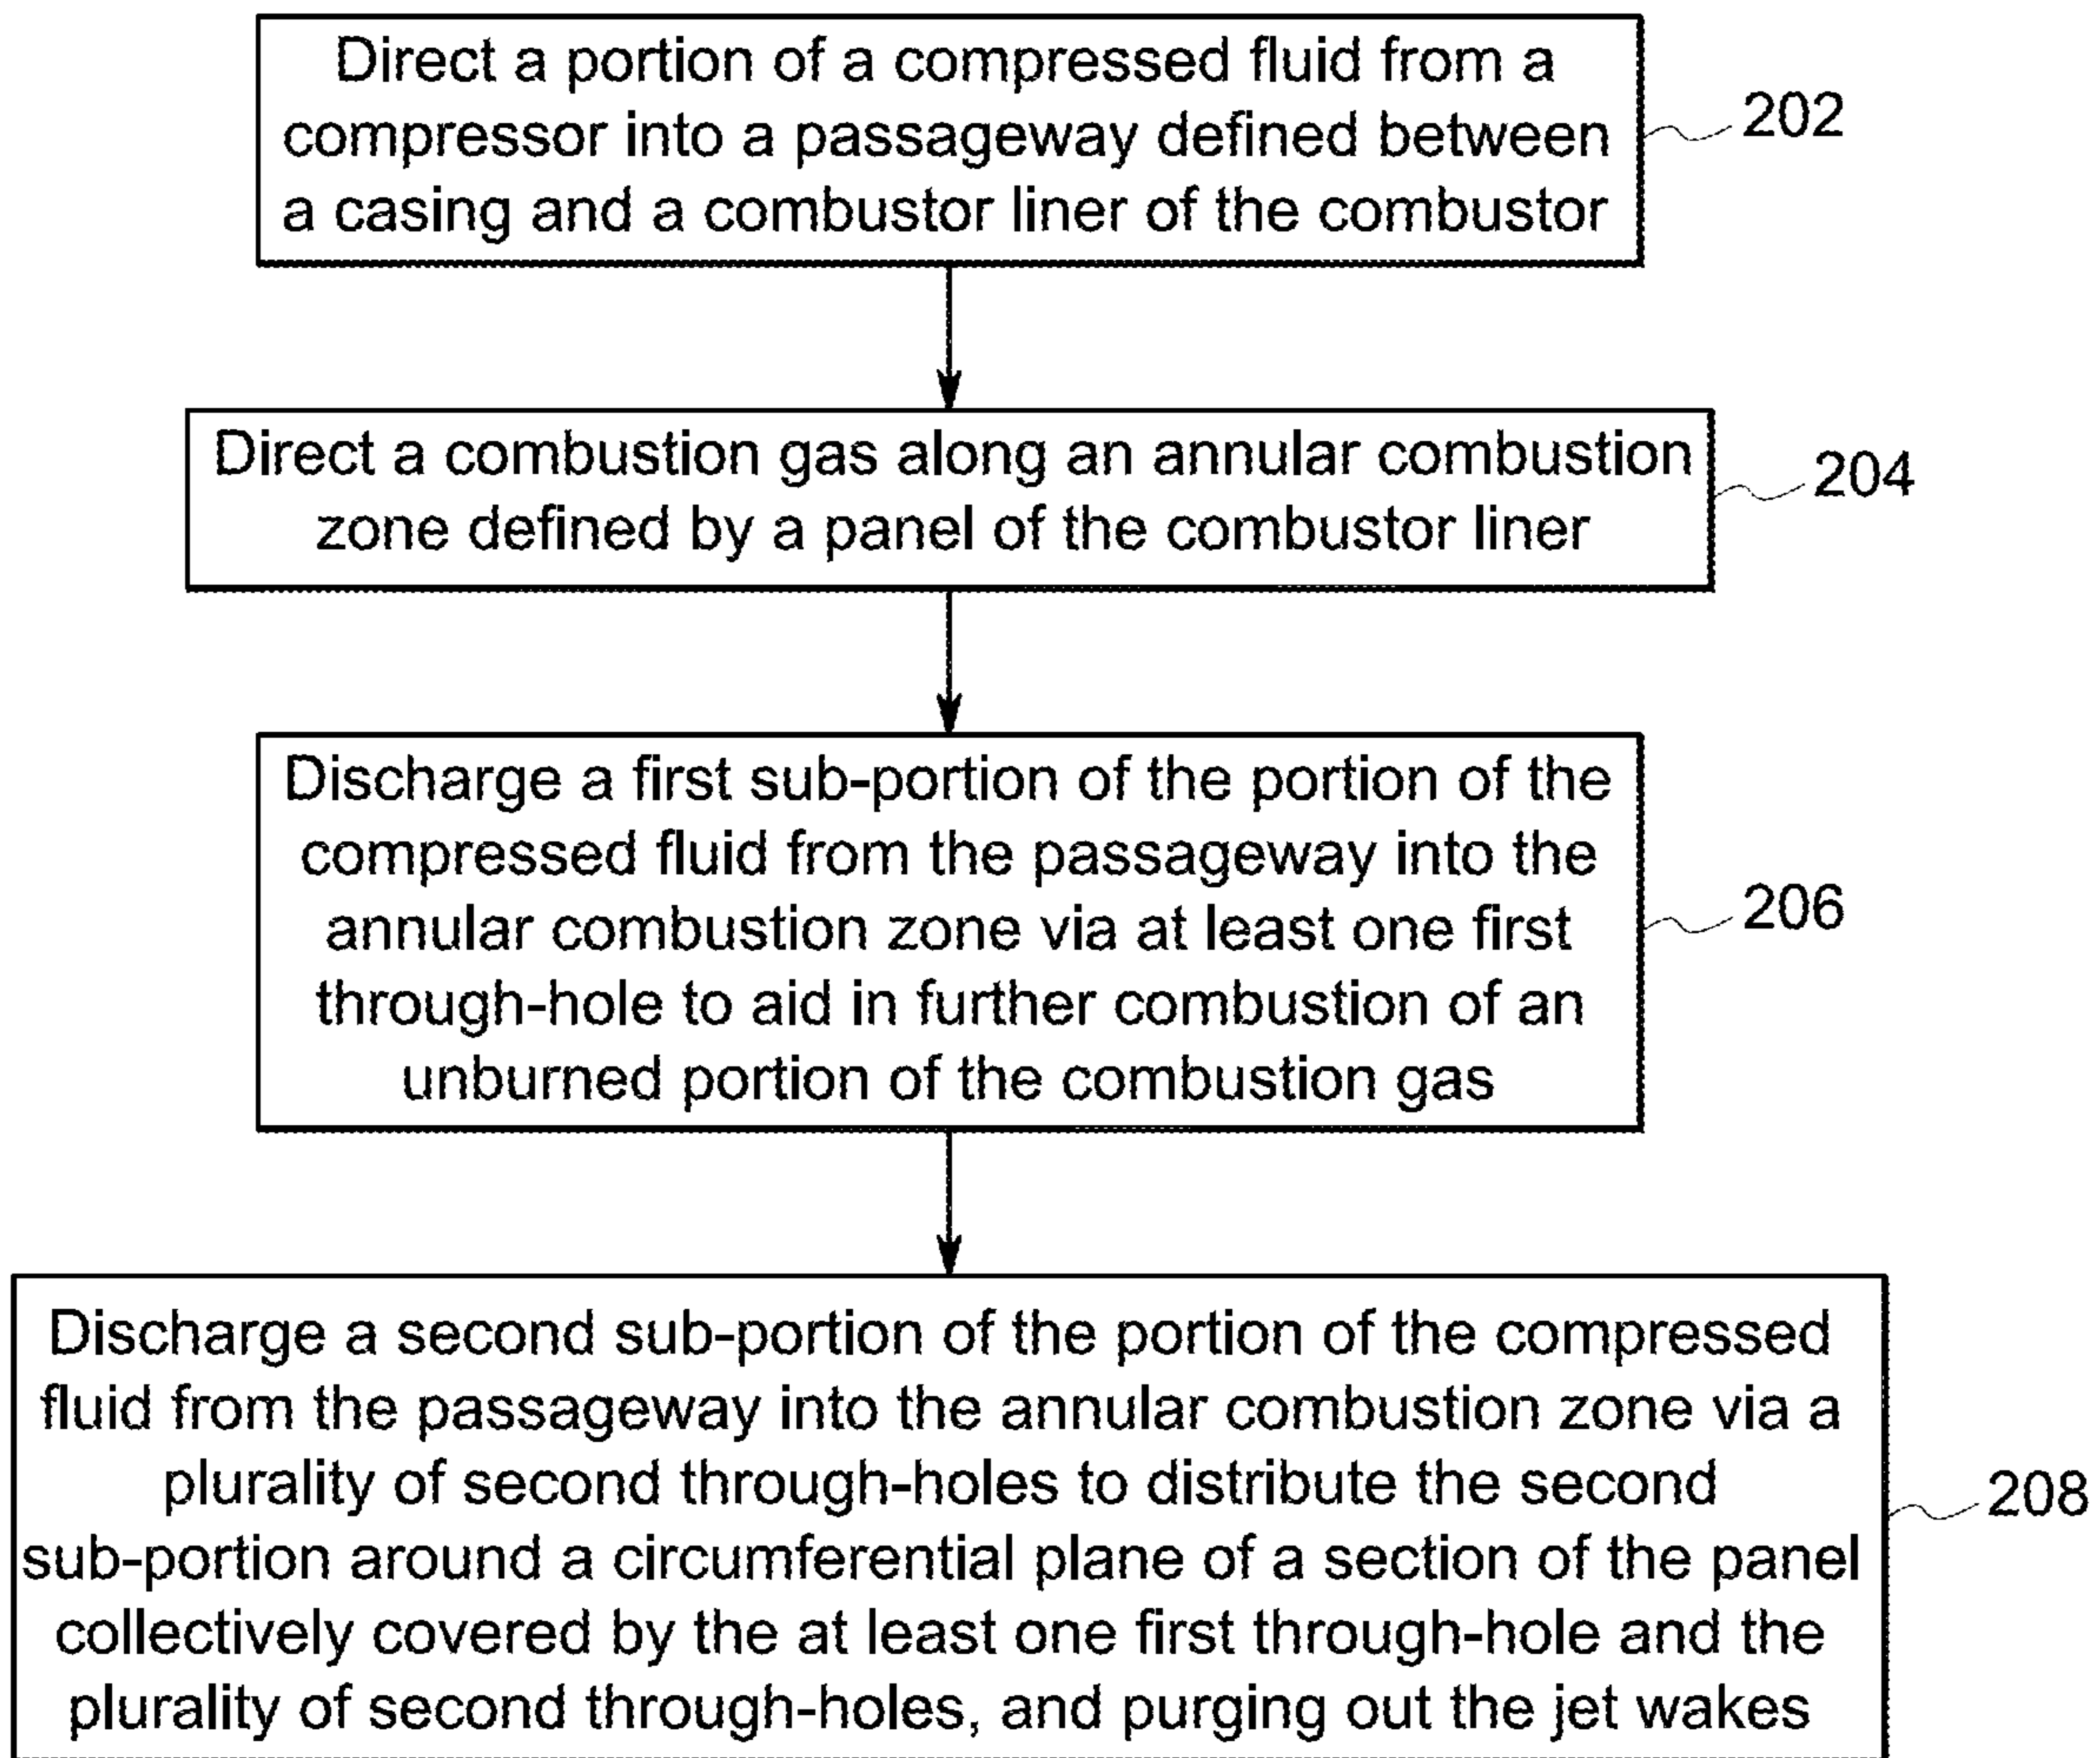 Direct a portion of a compressed fluid from a
compressor into a passageway defined between
a casing and a combustor liner of the combustor
202
Direct a combustion gas along an annular combustion
zone defined by a panel of the combustor liner
204
Discharge a first sub-portion of the portion of the
compressed fluid from the passageway into the
annular combustion zone via at least one first
through-hole to aid in further combustion of an
unburned portion of the combustion gas
206
Discharge a second sub-portion of the portion of the compressed
fluid from the passageway into the annular combustion zone via a
plurality of second through-holes to distribute the second
sub-portion around a circumferential plane of a section of the panel
collectively covered by the at least one first through-hole and the
plurality of second through-holes, and purging out the jet wakes
208